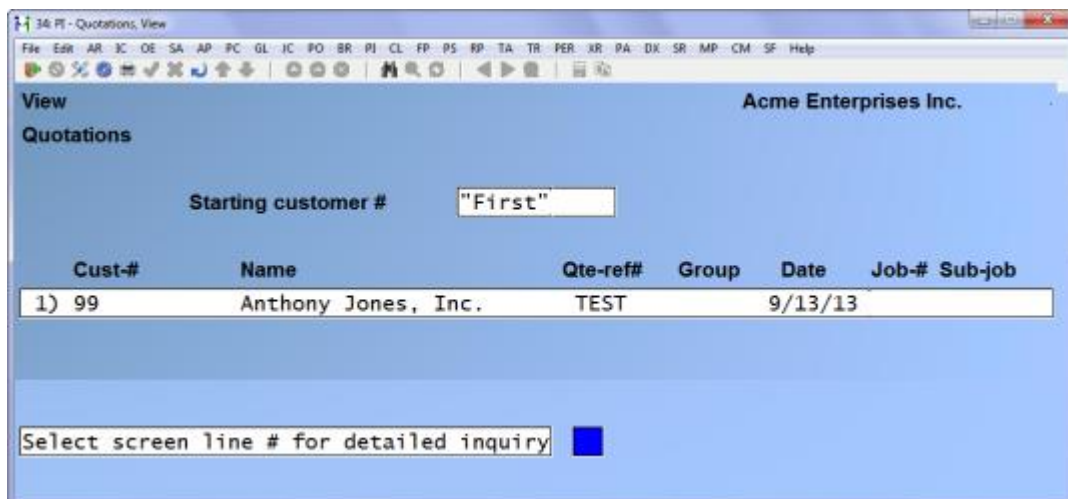 34: PI - Quotations, View
File Edit AR IC OE SA AP PC GL JC PO BR PJ CL FP PS RP TA TR PER XR PA DX SR MP CM SF Help
View Acme Enterprises Inc.
Quotations
Starting customer # "First"
Cust-# Name Qte-ref# Group Date Job-# Sub-job
1) 99 Anthony Jones, Inc. TEST 9/13/13
Select screen line # for detailed inquiry